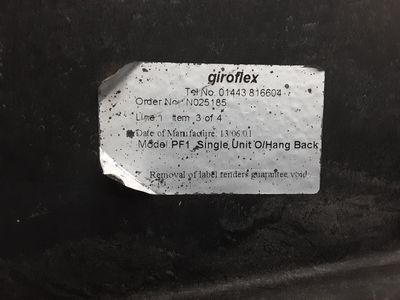 giroflex
Tel No. 01443 816604
Order No. N025185
Line 1 Item 3 of 4
Date of Manufacture 13/06/01
Model PF1 Single Unit O/Hang Back
Removal of label renders guarantee void